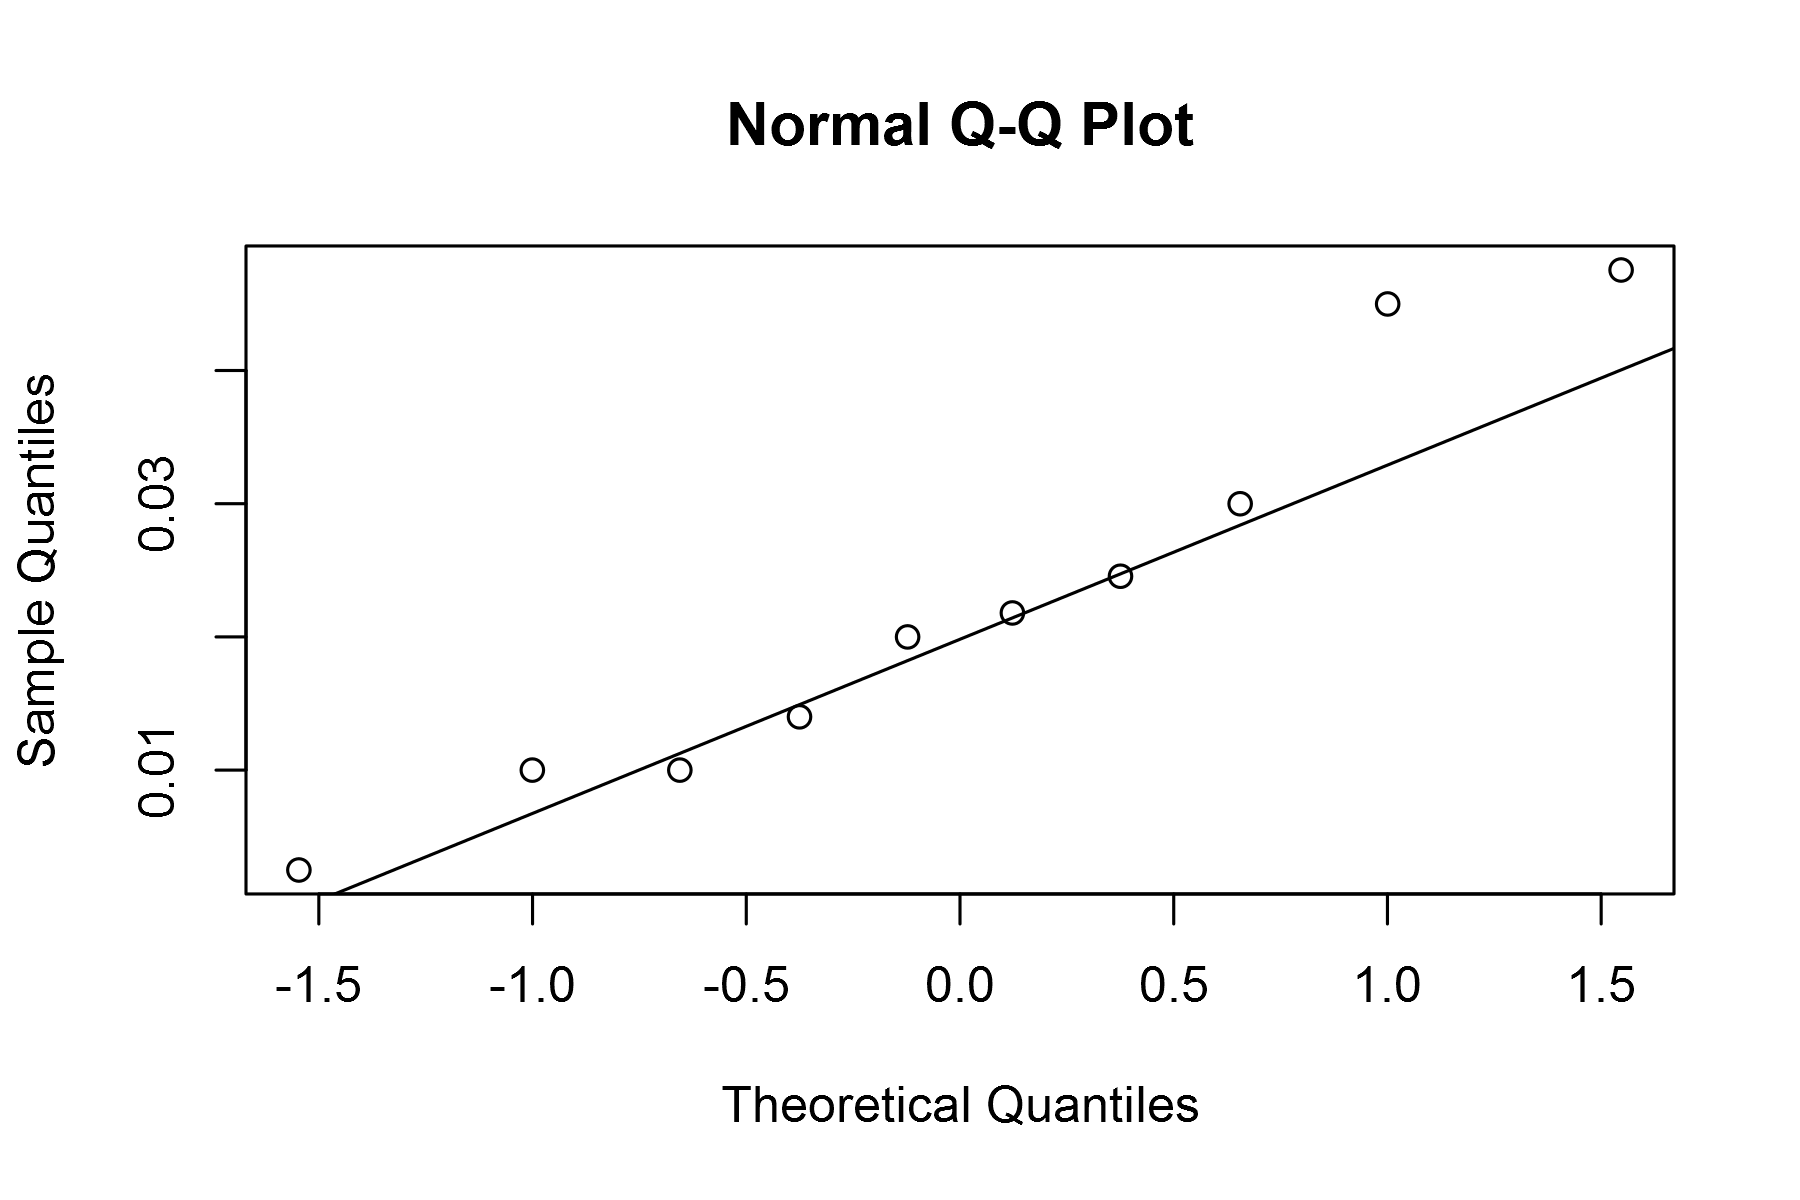 Normal Q-Q Plot
Sample Quantiles
0.03
0.01
-1.5 -1.0 -0.5 0.0 0.5 1.0 1.5
Theoretical Quantiles